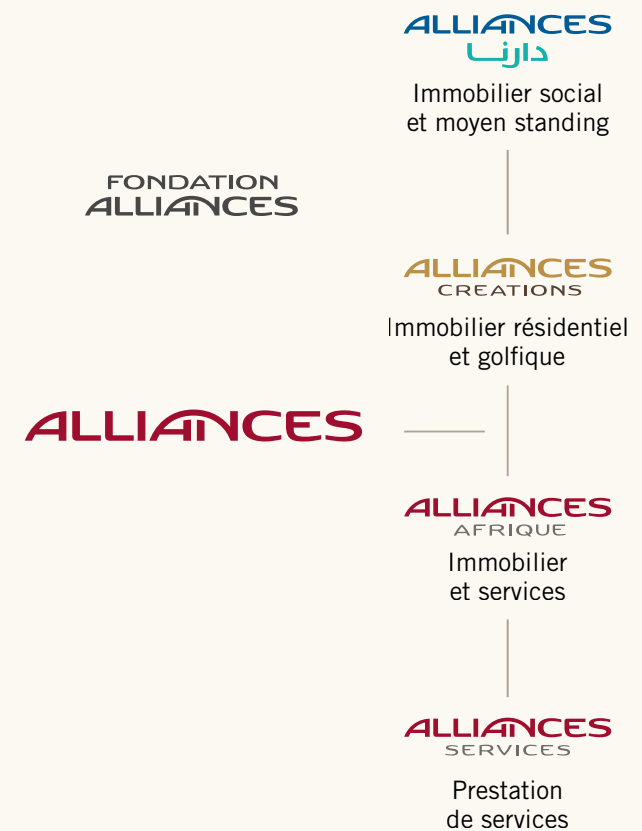 ALLIANCES
دارنا
Immobilier social
et moyen standing
FONDATION
ALLIANCES
ALLIANCES
CREATIONS
Immobilier résidentiel
et golfique
ALLIANCES
ALLIANCES
AFRIQUE
Immobilier
et services
ALLIANCES
SERVICES
Prestation
de services